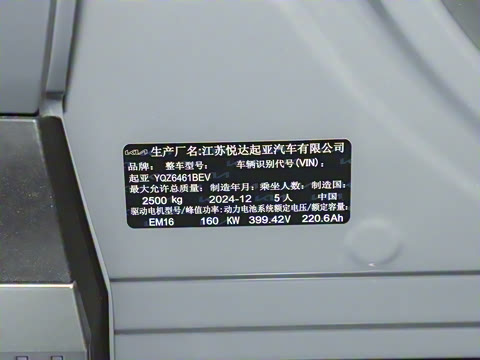 KIA 生产厂名:江苏悦达起亚汽车有限公司
品牌: 整车型号: 车辆识别代号(VIN):
起亚 YQZ6461BEV
最大允许总质量: 制造年月: 乘坐人数: 制造国:
2500 kg 2024-12 5人 中国
驱动电机型号/峰值功率:动力电池系统额定电压/额定容量:
EM16 160 KW 399.42V 220.6Ah